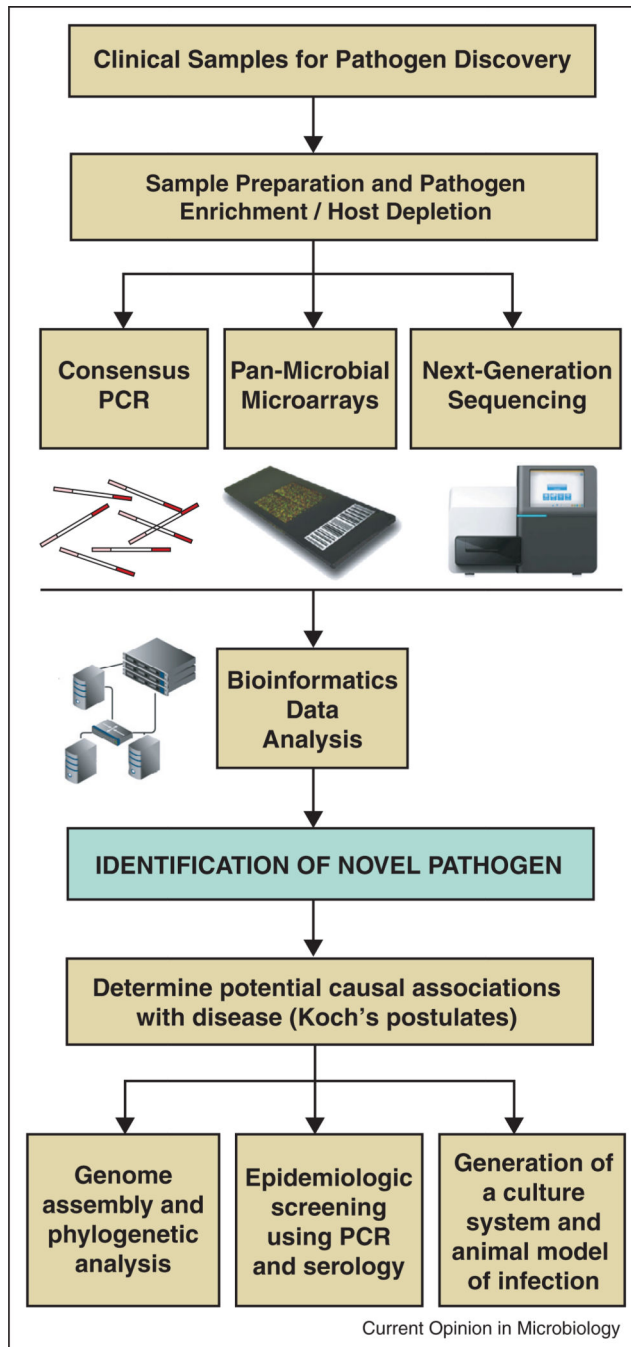 Clinical Samples for Pathogen Discovery
Sample Preparation and Pathogen
Enrichment / Host Depletion
Consensus
PCR
Pan-Microbial
Microarrays
Next-Generation
Sequencing
Bioinformatics
Data
Analysis
IDENTIFICATION OF NOVEL PATHOGEN
Determine potential causal associations
with disease (Koch's postulates)
Genome
assembly and
phylogenetic
analysis
Epidemiologic
screening
using PCR
and serology
Generation of
a culture
system and
animal model
of infection
Current Opinion in Microbiology